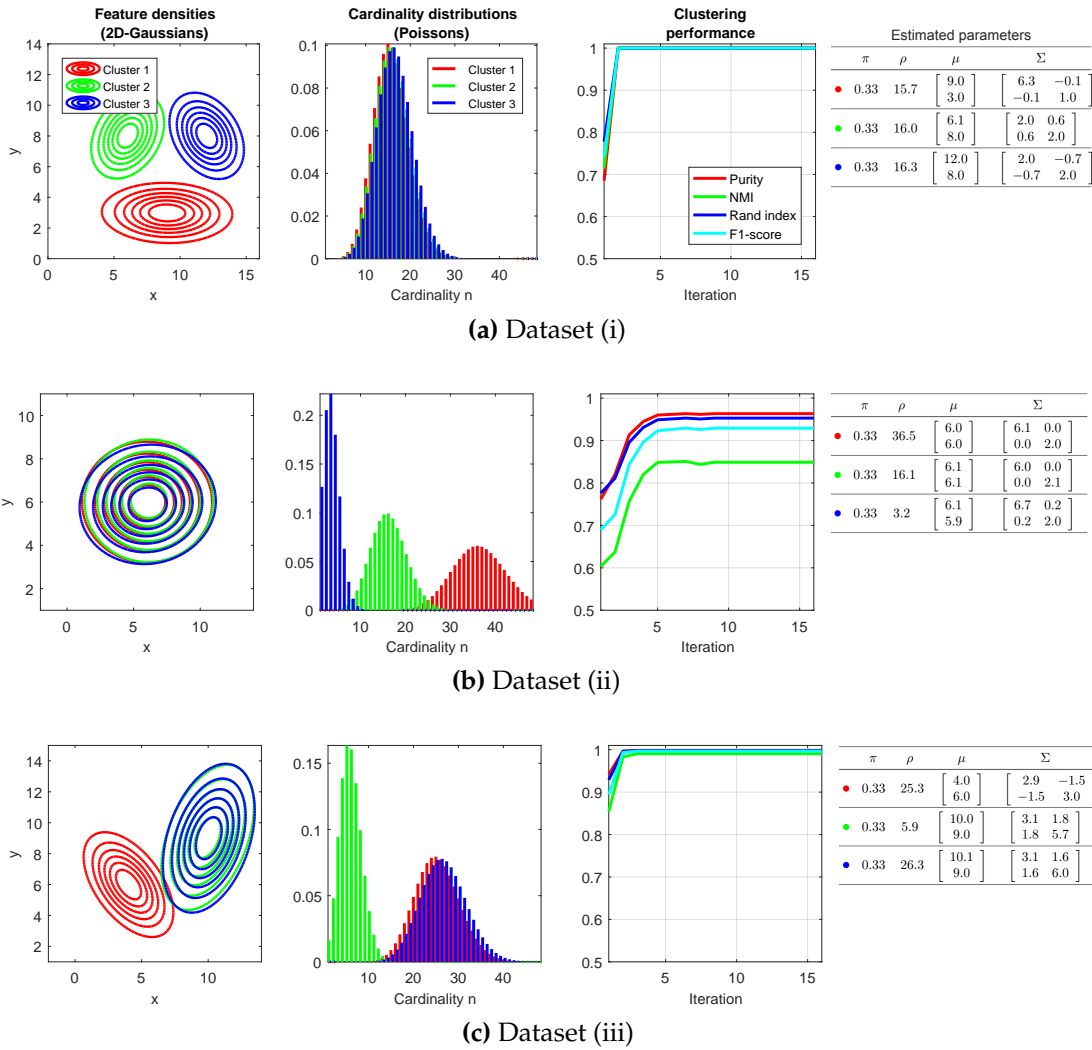 Feature densities
(2D-Gaussians)
Cardinality distributions
(Poissons)
Clustering
performance
14
12
10
8
6
4
2
0
y
0 5 10 15
x
Cluster 1
Cluster 2
Cluster 3
0.1
0.08
0.06
0.04
0.02
0
10 20 30 40
Cardinality n
Cluster 1
Cluster 2
Cluster 3
1
0.9
0.8
0.7
0.6
0.5
5 10 15
Iteration
Purity
NMI
Rand index
F1-score
Estimated parameters
π ρ μ Σ
0.33 15.7 [ 9.0 3.0 ] [ 6.3 −0.1 −0.1 1.0 ]
0.33 16.0 [ 6.1 8.0 ] [ 2.0 0.6 0.6 2.0 ]
0.33 16.3 [ 12.0 8.0 ] [ 2.0 −0.7 −0.7 2.0 ]
(a) Dataset (i)
10
8
6
4
2
y
0 5 10
x
0.2
0.15
0.1
0.05
0
10 20 30 40
Cardinality n
1
0.9
0.8
0.7
0.6
0.5
5 10 15
Iteration
π ρ μ Σ
0.33 36.5 [ 6.0 6.0 ] [ 6.1 0.0 0.0 2.0 ]
0.33 16.1 [ 6.1 6.1 ] [ 6.0 0.0 0.0 2.1 ]
0.33 3.2 [ 6.1 5.9 ] [ 6.7 0.2 0.2 2.0 ]
(b) Dataset (ii)
14
12
10
8
6
4
2
y
0 5 10
x
0.15
0.1
0.05
0
10 20 30 40
Cardinality n
1
0.9
0.8
0.7
0.6
0.5
5 10 15
Iteration
π ρ μ Σ
0.33 25.3 [ 4.0 6.0 ] [ 2.9 −1.5 −1.5 3.0 ]
0.33 5.9 [ 10.0 9.0 ] [ 3.1 1.8 1.8 5.7 ]
0.33 26.3 [ 10.1 9.0 ] [ 3.1 1.6 1.6 6.0 ]
(c) Dataset (iii)